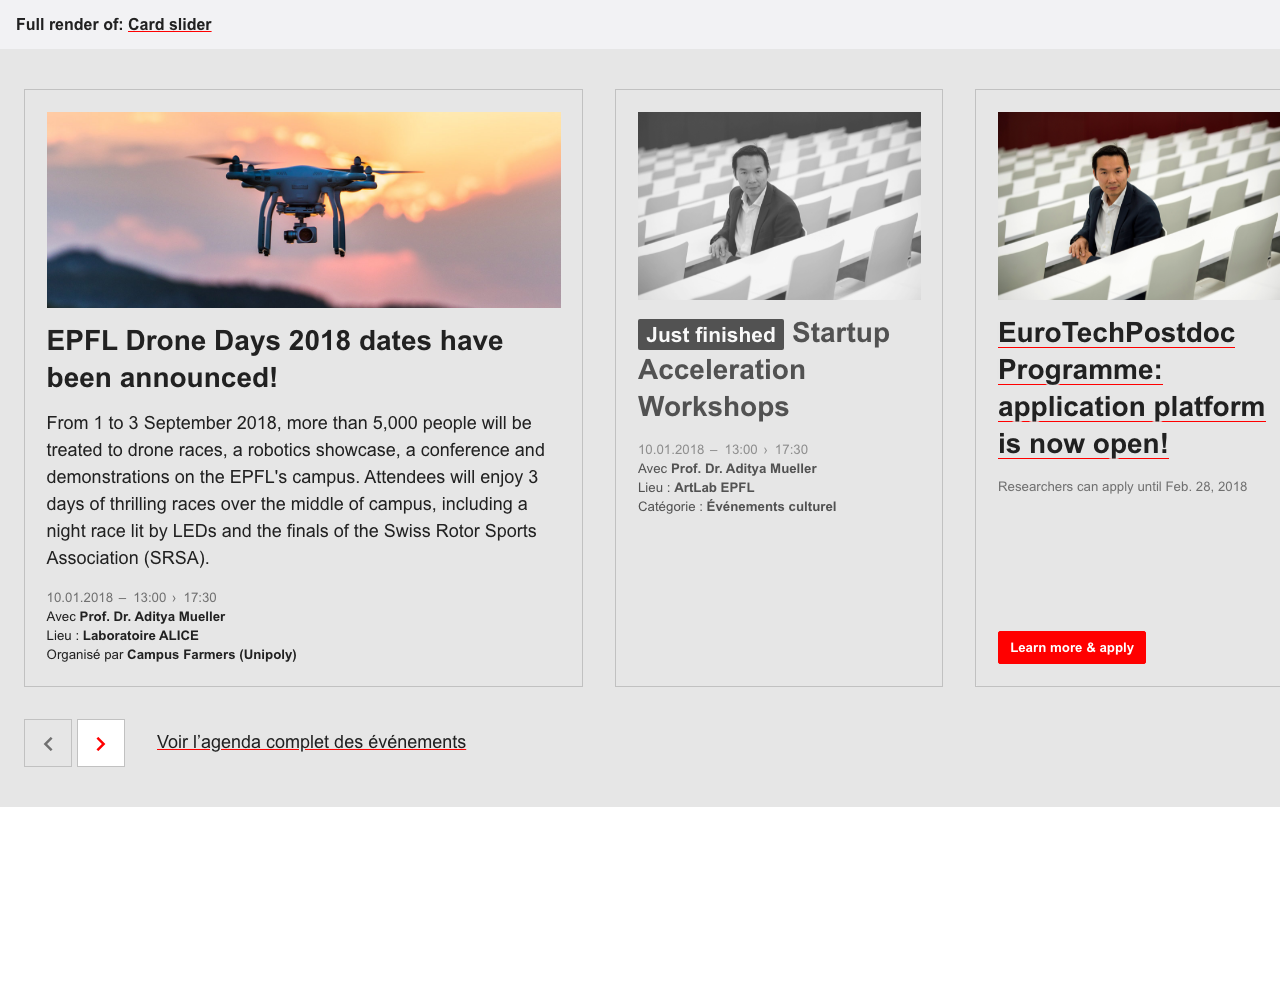 Full render of: Card slider
EPFL Drone Days 2018 dates have
been announced!
From 1 to 3 September 2018, more than 5,000 people will be
treated to drone races, a robotics showcase, a conference and
demonstrations on the EPFL's campus. Attendees will enjoy 3
days of thrilling races over the middle of campus, including a
night race lit by LEDs and the finals of the Swiss Rotor Sports
Association (SRSA).
10.01.2018 – 13:00 › 17:30
Avec Prof. Dr. Aditya Mueller
Lieu : Laboratoire ALICE
Organisé par Campus Farmers (Unipoly)
Just finished Startup
Acceleration
Workshops
10.01.2018 – 13:00 › 17:30
Avec Prof. Dr. Aditya Mueller
Lieu : ArtLab EPFL
Catégorie : Événements culturel
EuroTechPostdoc
Programme:
application platform
is now open!
Researchers can apply until Feb. 28, 2018
Learn more & apply
Voir l’agenda complet des événements